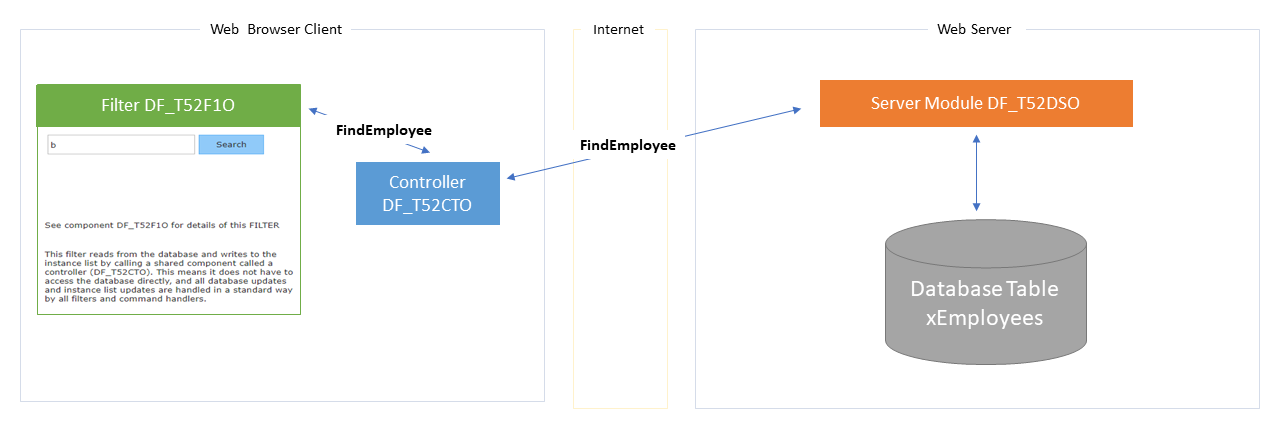 Web Browser Client
Internet
Web Server
Filter DF_T52F1O
Server Module DF_T52DSO
FindEmployee
FindEmployee
b
Search
Controller
DF_T52CTO
See component DF_T52F1O for details of this FILTER
This filter reads from the database and writes to the
instance list by calling a shared component called a
controller (DF_T52CTO). This means it does not have to
access the database directly, and all database updates
and instance list updates are handled in a standard way
by all filters and command handlers.
Database Table
xEmployees